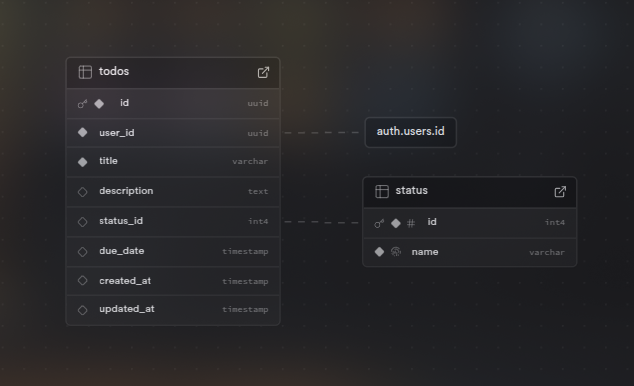 todos
id uuid
user_id uuid
title varchar
description text
status_id int4
due_date timestamp
created_at timestamp
updated_at timestamp
auth.users.id
status
id int4
name varchar